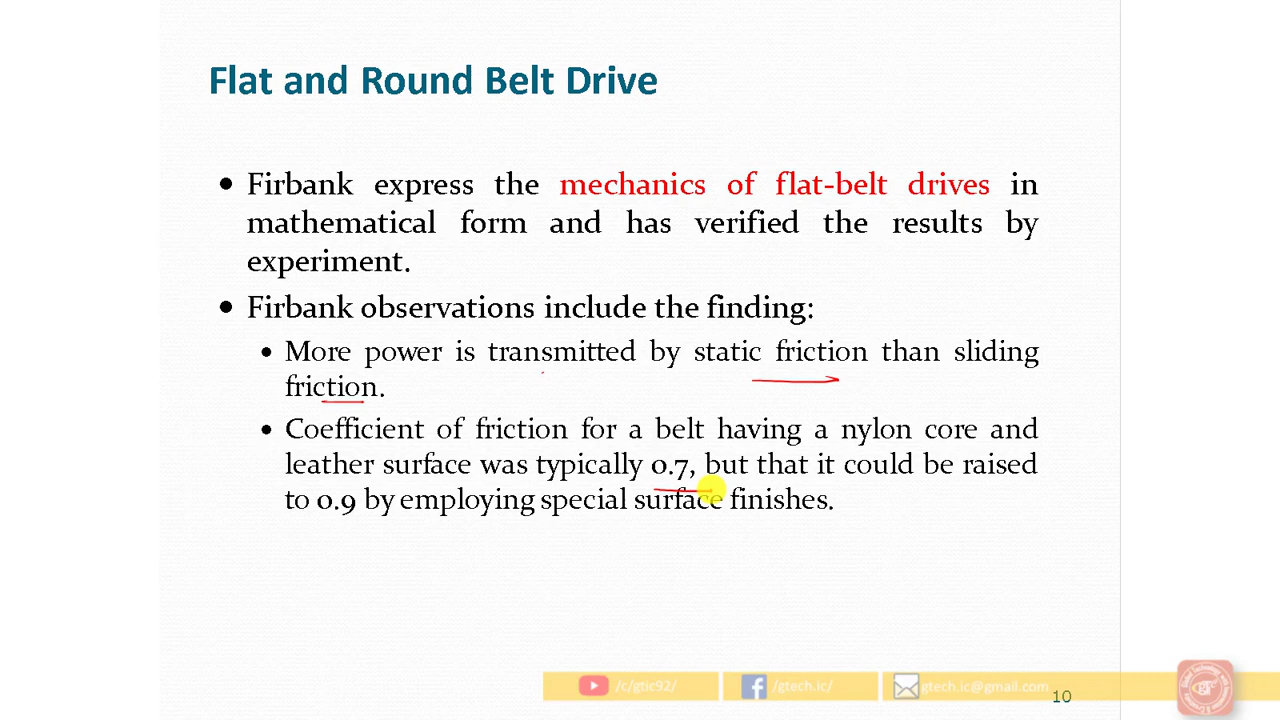 Flat and Round Belt Drive
• Firbank express the mechanics of flat-belt drives in
mathematical form and has verified the results by
experiment.
• Firbank observations include the finding:
• More power is transmitted by static friction than sliding
friction.
• Coefficient of friction for a belt having a nylon core and
leather surface was typically 0.7, but that it could be raised
to 0.9 by employing special surface finishes.
/c/gtic92/ /gtech.ic/ gtech.ic@gmail.com 10